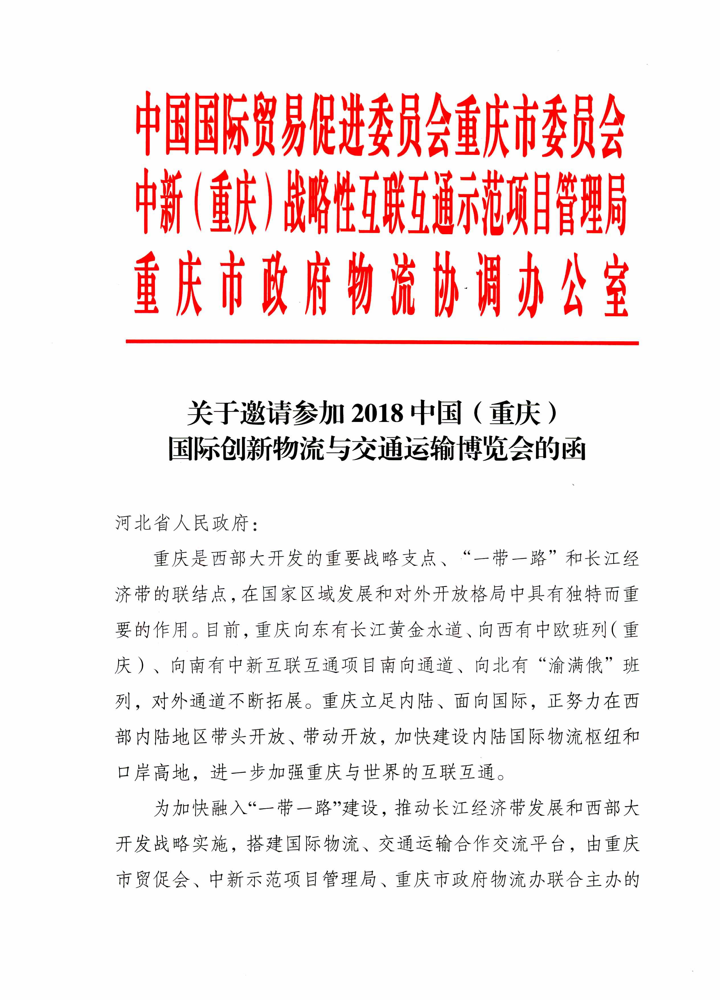 中国国际贸易促进委员会重庆市委员会
中新（重庆）战略性互联互通示范项目管理局
重庆市政府物流协调办公室
关于邀请参加2018中国（重庆）
国际创新物流与交通运输博览会的函
河北省人民政府：
重庆是西部大开发的重要战略支点、“一带一路”和长江经
济带的联结点，在国家区域发展和对外开放格局中具有独特而重
要的作用。目前，重庆向东有长江黄金水道、向西有中欧班列（重
庆）、向南有中新互联互通项目南向通道、向北有“渝满俄”班
列，对外通道不断拓展。重庆立足内陆、面向国际，正努力在西
部内陆地区带头开放、带动开放，加快建设内陆国际物流枢纽和
口岸高地，进一步加强重庆与世界的互联互通。
为加快融入“一带一路”建设，推动长江经济带发展和西部大
开发战略实施，搭建国际物流、交通运输合作交流平台，由重庆
市贸促会、中新示范项目管理局、重庆市政府物流办联合主办的